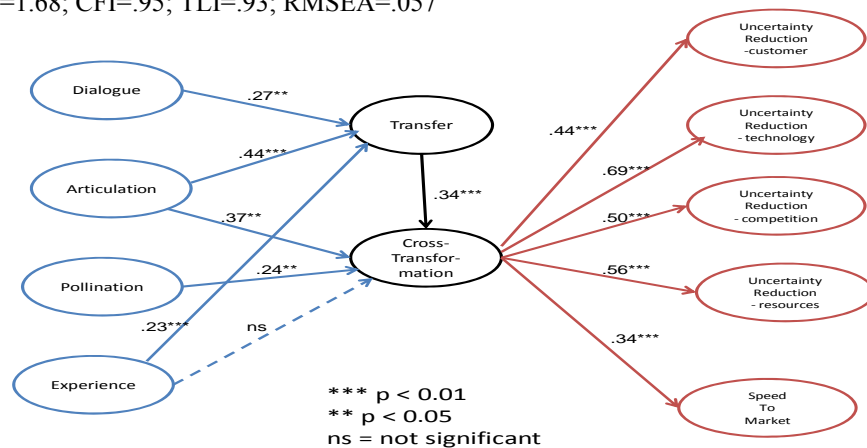 =1.68; CFI=.95; TLI=.93; RMSEA=.057
Uncertainty
Reduction
-customer
Dialogue
.27**
Transfer
.44***
.44***
Uncertainty
Reduction
- technology
.69***
Articulation
.34***
.37**
.50***
Uncertainty
Reduction
- competition
Cross-
Transfor-
mation
.24**
.56***
Pollination
Uncertainty
Reduction
- resources
.23***
ns
.34***
Experience
*** p < 0.01
** p < 0.05
ns = not significant
Speed
To
Market